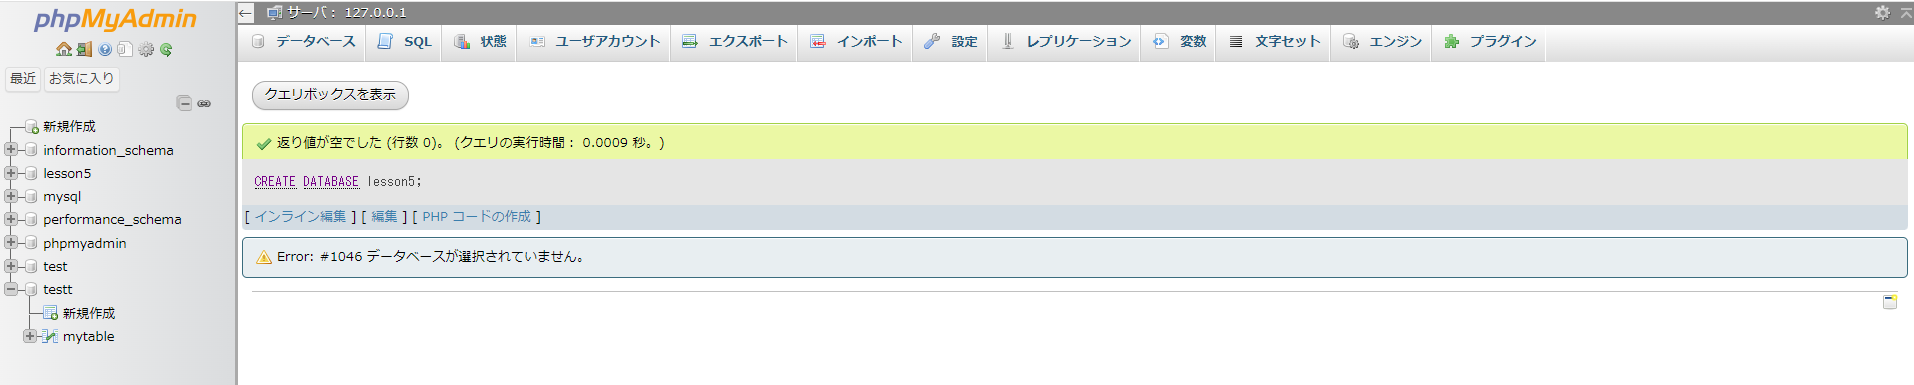 phpMyAdmin
最近 お気に入り
新規作成
information_schema
lesson5
mysql
performance_schema
phpmyadmin
test
testt
新規作成
mytable
サーバ： 127.0.0.1
データベース SQL 状態 ユーザアカウント エクスポート インポート 設定 レプリケーション 変数 文字セット エンジン プラグイン
クエリボックスを表示
返り値が空でした (行数 0)。 (クエリの実行時間： 0.0009 秒。)
CREATE DATABASE lesson5;
[ インライン編集 ] [ 編集 ] [ PHP コードの作成 ]
Error: #1046 データベースが選択されていません。